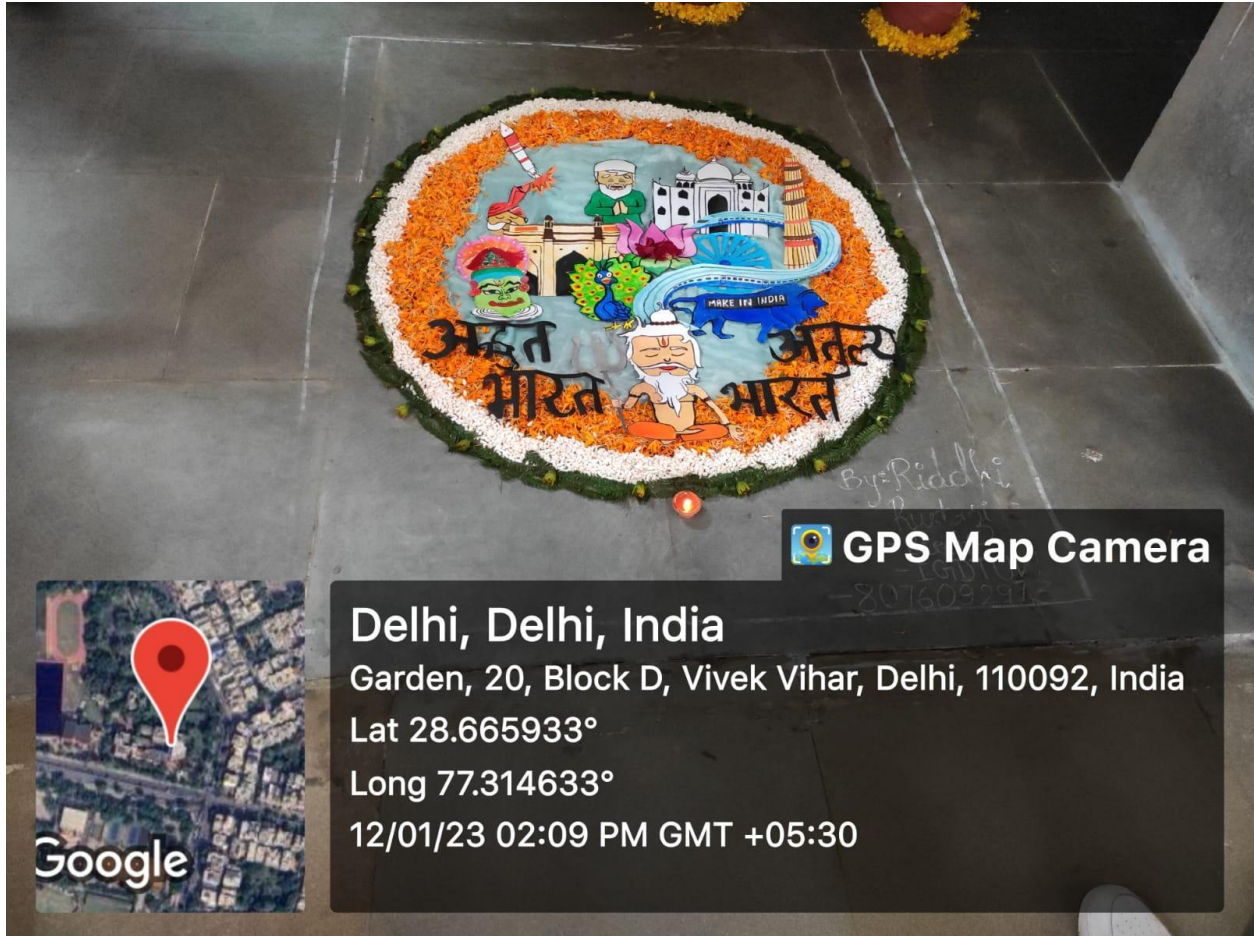 MAKE IN INDIA
अद्भुत
भारत
अतुल्य
भारत
By:Riddhi
GPS Map Camera
Delhi, Delhi, India
Garden, 20, Block D, Vivek Vihar, Delhi, 110092, India
Lat 28.665933°
Long 77.314633°
12/01/23 02:09 PM GMT +05:30
Google